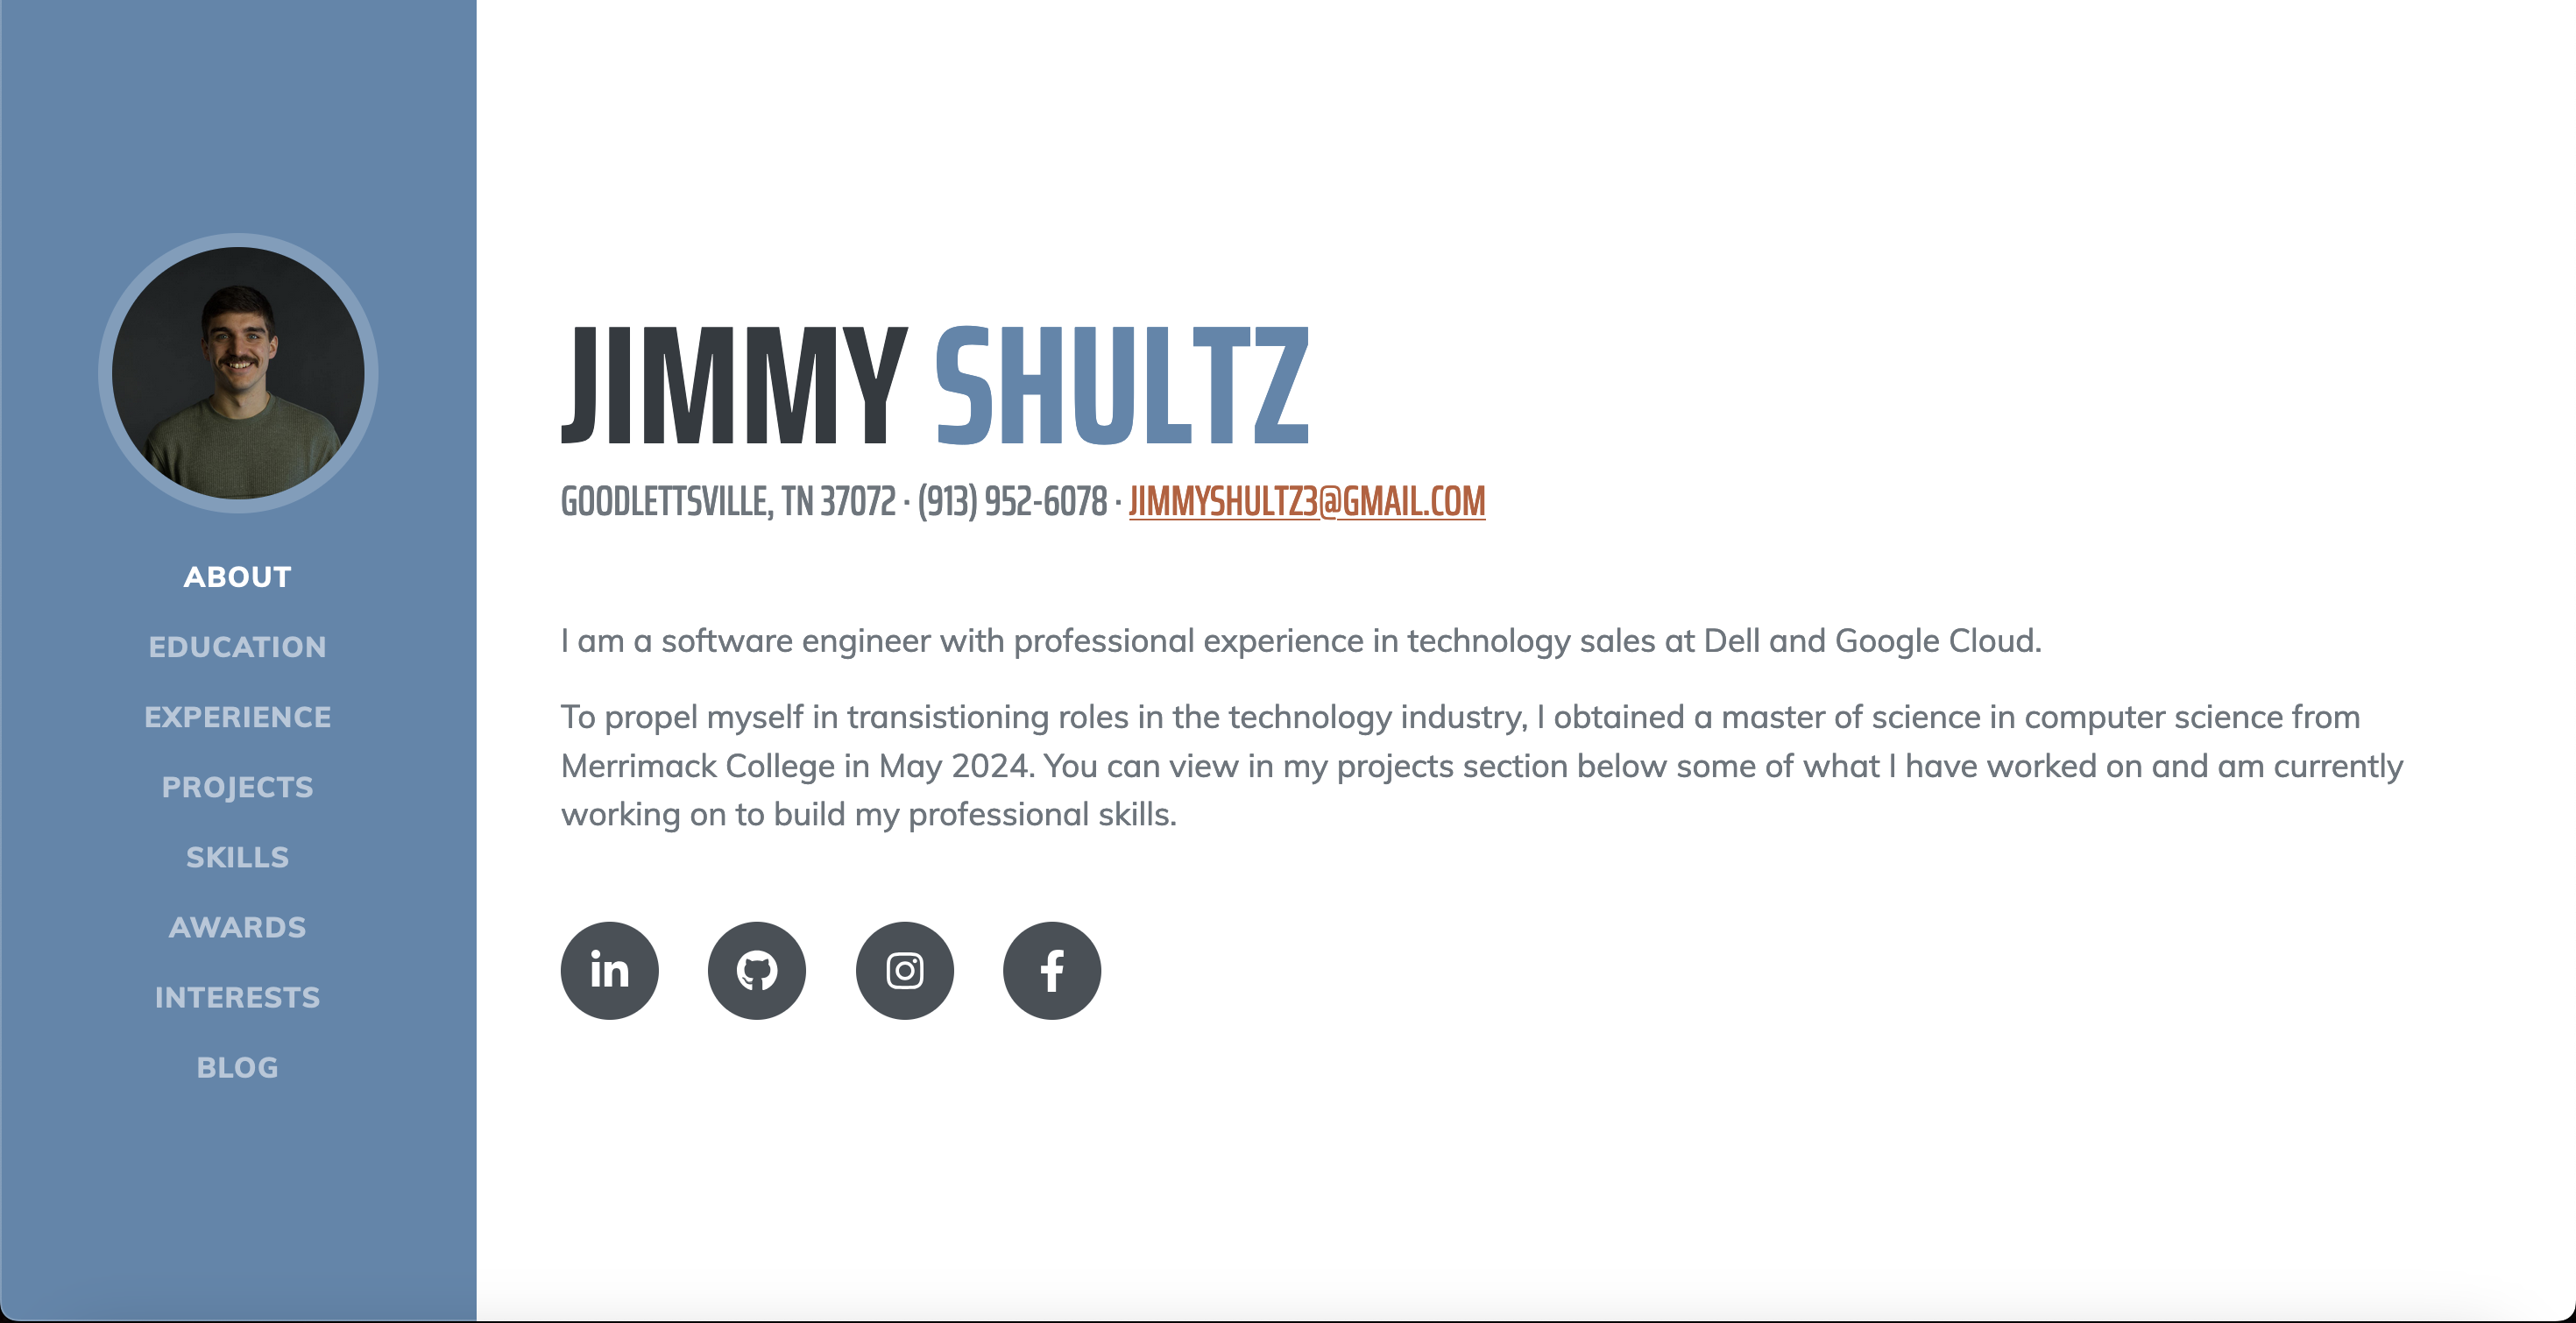 ABOUT
EDUCATION
EXPERIENCE
PROJECTS
SKILLS
AWARDS
INTERESTS
BLOG
JIMMY SHULTZ
GOODLETTSVILLE, TN 37072 · (913) 952-6078 · JIMMYSHULTZ3@GMAIL.COM
I am a software engineer with professional experience in technology sales at Dell and Google Cloud.
To propel myself in transistioning roles in the technology industry, I obtained a master of science in computer science from
Merrimack College in May 2024. You can view in my projects section below some of what I have worked on and am currently
working on to build my professional skills.
in
f